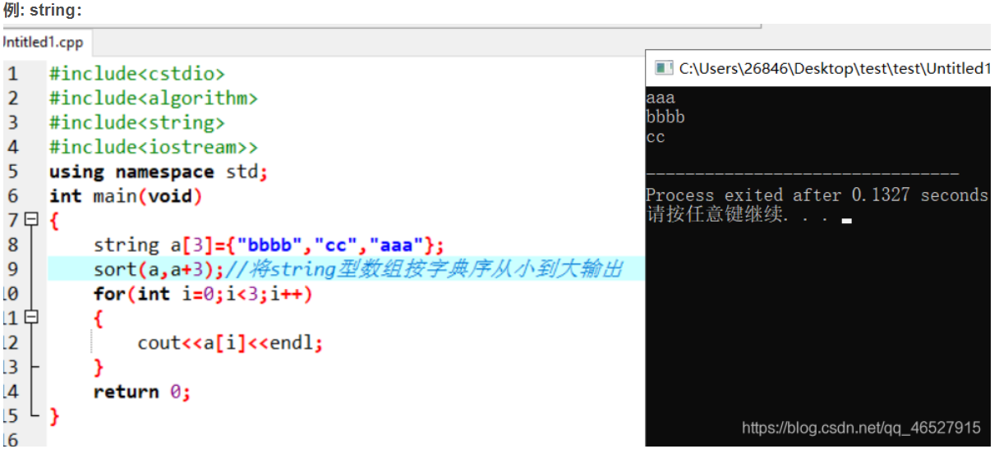 例: string:
Untitled1.cpp
1 #include<cstdio>
2 #include<algorithm>
3 #include<string>
4 #include<iostream>>
5 using namespace std;
6 int main(void)
7 {
8 string a[3]={"bbbb","cc","aaa"};
9 sort(a,a+3);//将string型数组按字典序从小到大输出
10 for(int i=0;i<3;i++)
11 {
12 cout<<a[i]<<endl;
13 }
14 return 0;
15 }
16
C:\Users\26846\Desktop\test\test\Untitled1
aaa
bbbb
cc
--------------------------------
Process exited after 0.1327 seconds
请按任意键继续. . .
https://blog.csdn.net/qq_46527915